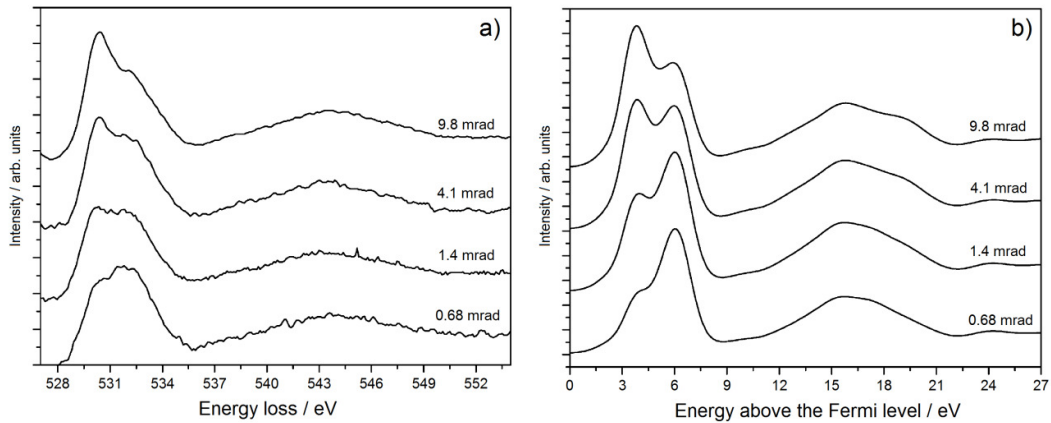 a)
Intensity / arb. units
9.8 mrad
4.1 mrad
1.4 mrad
0.68 mrad
528 531 534 537 540 543 546 549 552
Energy loss / eV
b)
Intensity / arb. units
9.8 mrad
4.1 mrad
1.4 mrad
0.68 mrad
0 3 6 9 12 15 18 21 24 27
Energy above the Fermi level / eV